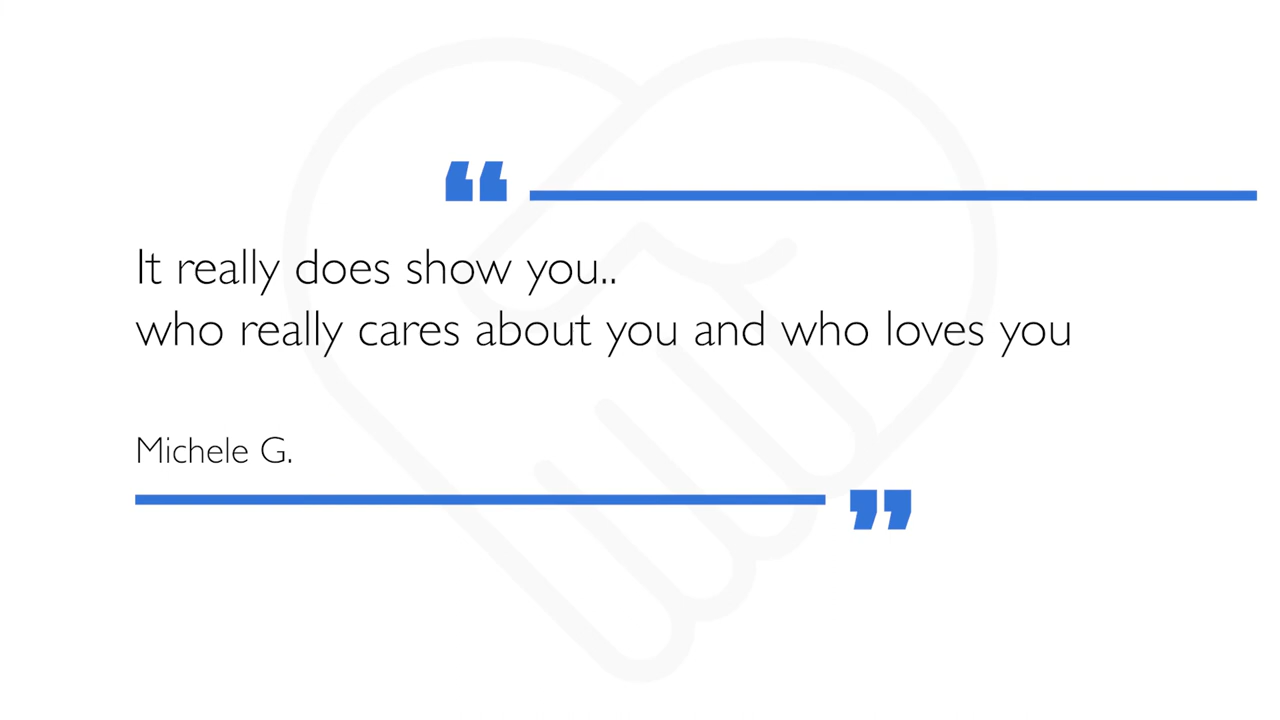 “
It really does show you..
who really cares about you and who loves you
Michele G.
”